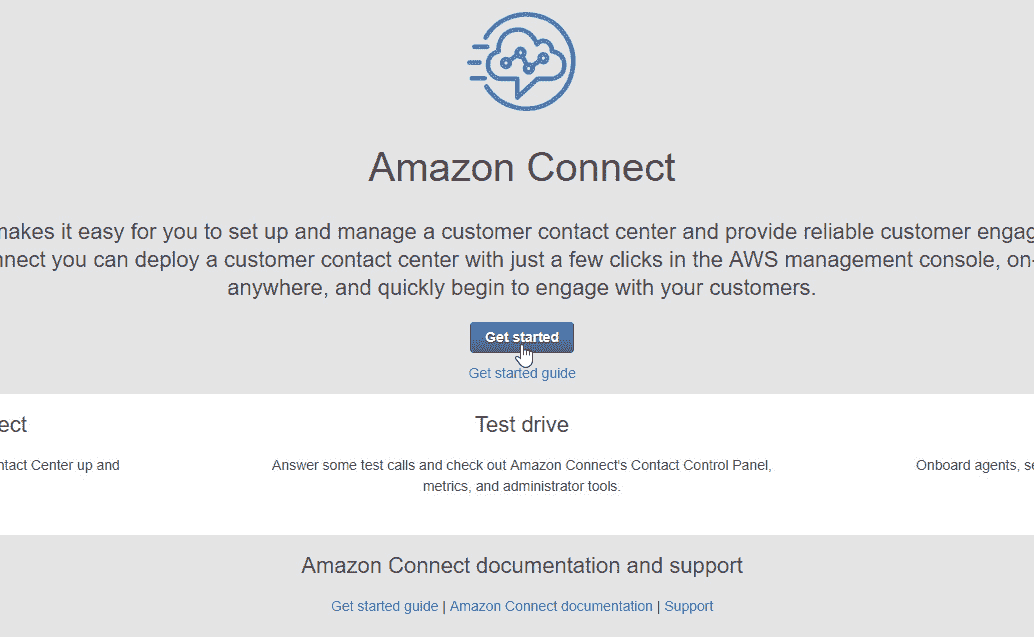 Amazon Connect
makes it easy for you to set up and manage a customer contact center and provide reliable customer engag
nnect you can deploy a customer contact center with just a few clicks in the AWS management console, on-
anywhere, and quickly begin to engage with your customers.
Get started
Get started guide
ect
Test drive
ntact Center up and
Answer some test calls and check out Amazon Connect's Contact Control Panel,
Onboard agents, se
metrics, and administrator tools.
Amazon Connect documentation and support
Get started guide | Amazon Connect documentation | Support